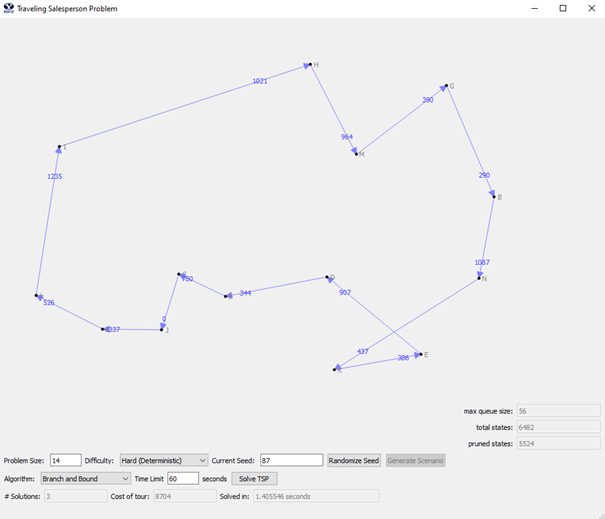 Traveling Salesperson Problem
H
1021
G
390
964
M
I
1235
290
B
1087
N
780
D
344
907
526
0
J
437
E
386
K
max queue size: 56
total states: 6482
pruned states: 5524
Problem Size: 14 Difficulty: Hard (Deterministic) Current Seed: 87 Randomize Seed Generate Scenario
Algorithm: Branch and Bound Time Limit 60 seconds Solve TSP
# Solutions: 3 Cost of tour: 8704 Solved in: 1.405546 seconds